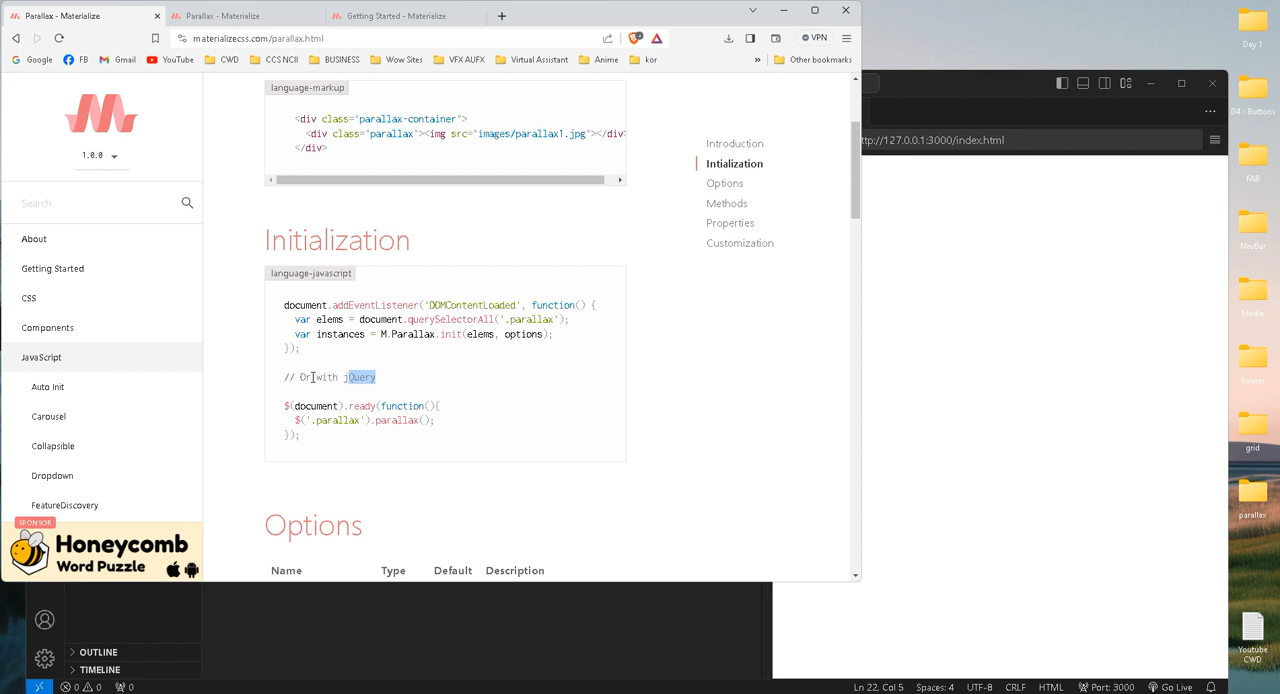 Parallax - Materialize
Parallax - Materialize
Getting Started - Materialize
materializecss.com/parallax.html
VPN
Google
FB
Gmail
YouTube
CWD
CCS NCII
BUSINESS
Wow Sites
VFX AUFX
Virtual Assistant
Anime
kor
»
Other bookmarks
1.0.0
Search
About
Getting Started
CSS
Components
JavaScript
Auto Init
Carousel
Collapsible
Dropdown
FeatureDiscovery
SPONSOR
Honeycomb
Word Puzzle
language-markup
<div class="parallax-container">
<div class="parallax"><img src="images/parallax1.jpg"></div>
</div>
Initialization
language-javascript
document.addEventListener('DOMContentLoaded', function() {
var elems = document.querySelectorAll('.parallax');
var instances = M.Parallax.init(elems, options);
});
// Or with jQuery
$(document).ready(function(){
$('.parallax').parallax();
});
Options
Name Type Default Description
Introduction
Intialization
Options
Methods
Properties
Customization
ttp://127.0.0.1:3000/index.html
OUTLINE
TIMELINE
0 0 0
Ln 22, Col 5
Spaces: 4
UTF-8
CRLF
HTML
Port: 3000
Go Live
Day 1
D4 - Buttons
FAB
NavBar
Media
Footer
grid
parallax
Youtube
CWD